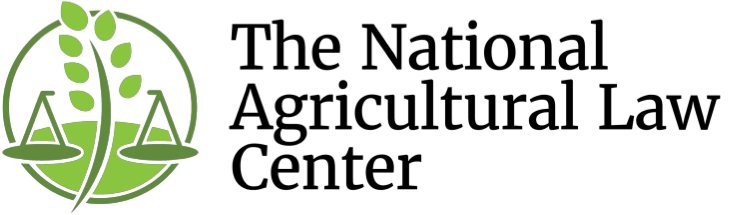 The National
Agricultural Law
Center